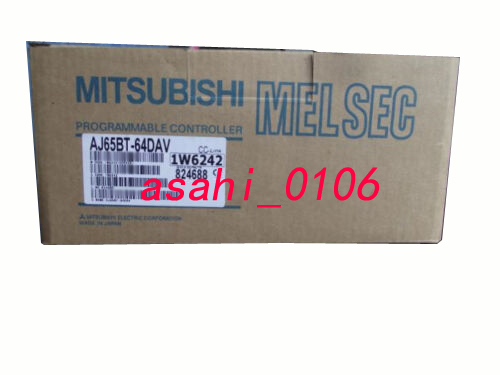 MITSUBISHI
MELSEC
PROGRAMMABLE CONTROLLER
AJ65BT-64DAV
CC-Link
1W6242
824688 C
asahi_0106
MITSUBISHI ELECTRIC CORPORATION
MADE IN JAPAN